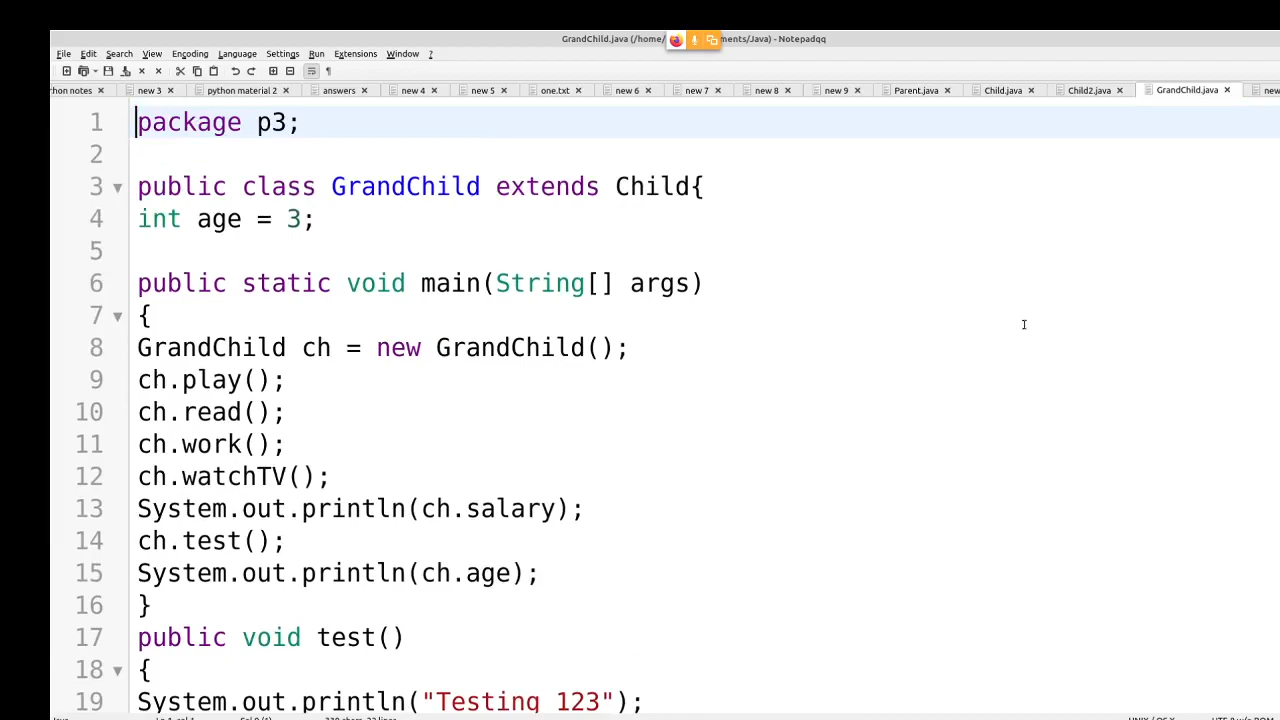 GrandChild.java (/home/ ments/Java) - Notepadqq
File Edit Search View Encoding Language Settings Run Extensions Window ?
thon notes new 3 python material 2 answers new 4 new 5 one.txt new 6 new 7 new 8 new 9 Parent.java Child.java Child2.java GrandChild.java new
1 package p3;
2
3 public class GrandChild extends Child{
4 int age = 3;
5
6 public static void main(String[] args)
7 {
8 GrandChild ch = new GrandChild();
9 ch.play();
10 ch.read();
11 ch.work();
12 ch.watchTV();
13 System.out.println(ch.salary);
14 ch.test();
15 System.out.println(ch.age);
16 }
17 public void test()
18 {
19 System.out.println("Testing 123");